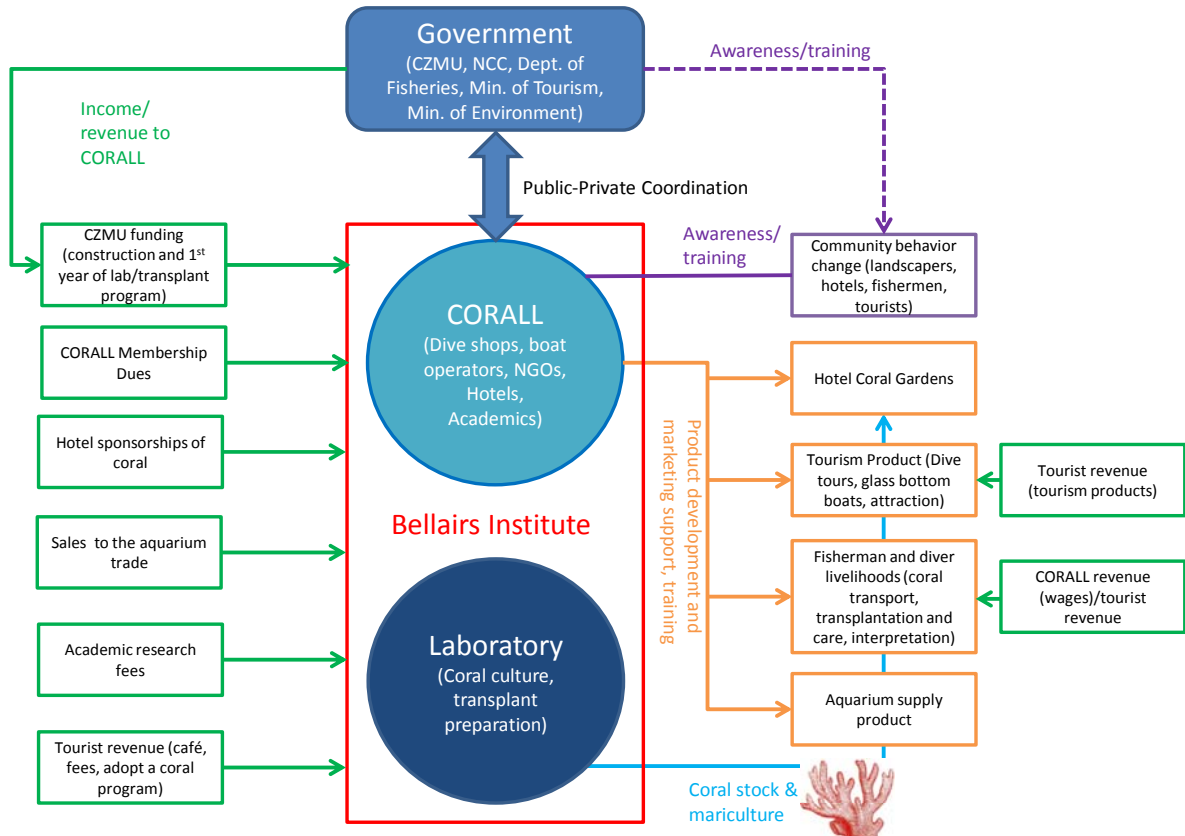 Government
(CZMU, NCC, Dept. of
Fisheries, Min. of Tourism,
Min. of Environment)
Awareness/training
Income/
revenue to
CORALL
Public-Private Coordination
CZMU funding
(construction and 1st
year of lab/transplant
program)
CORALL Membership
Dues
Hotel sponsorships of
coral
Sales to the aquarium
trade
Academic research
fees
Tourist revenue (café,
fees, adopt a coral
program)
CORALL
(Dive shops, boat
operators, NGOs,
Hotels,
Academics)
Bellairs Institute
Laboratory
(Coral culture,
transplant
preparation)
Awareness/
training
Product development and
marketing support, training
Coral stock &
mariculture
Community behavior
change (landscapers,
hotels, fishermen,
tourists)
Hotel Coral Gardens
Tourism Product (Dive
tours, glass bottom
boats, attraction)
Fisherman and diver
livelihoods (coral
transport,
transplantation and
care, interpretation)
Aquarium supply
product
Tourist revenue
(tourism products)
CORALL revenue
(wages)/tourist
revenue